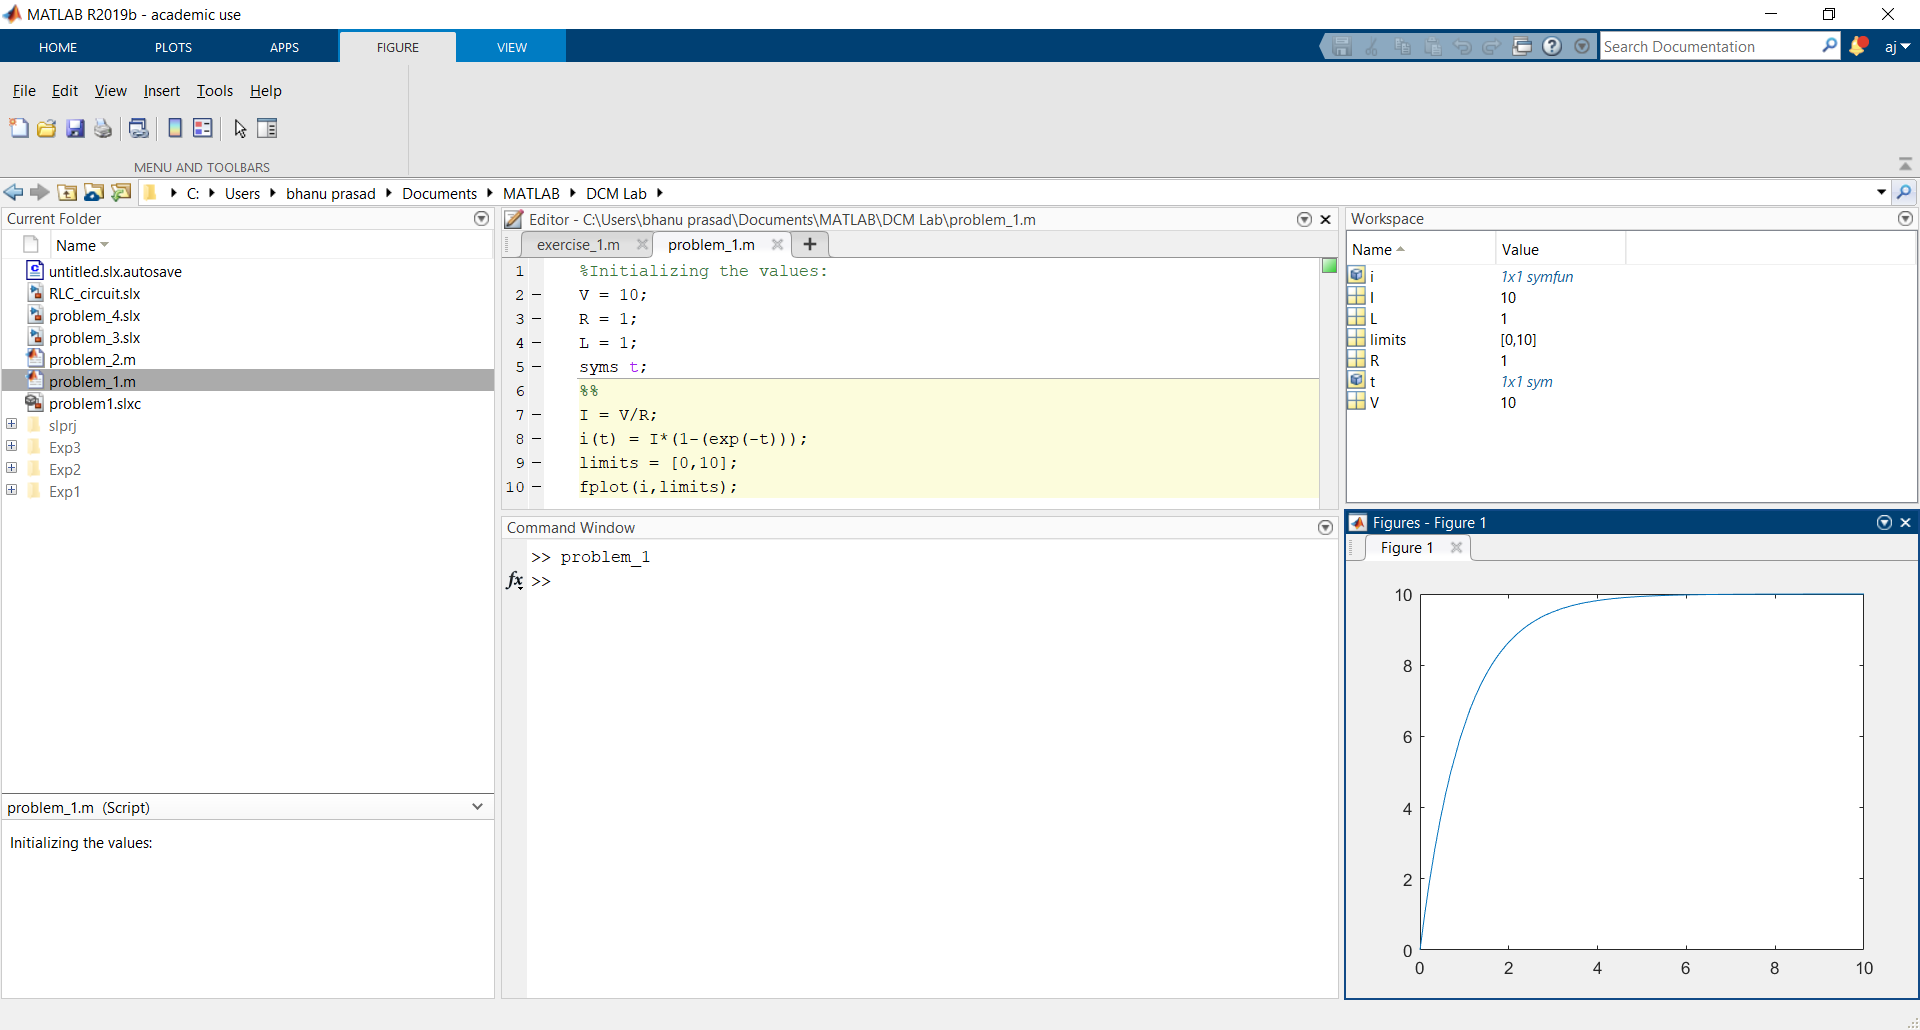 MATLAB R2019b - academic use
HOME PLOTS APPS FIGURE VIEW
Search Documentation
aj
File Edit View Insert Tools Help
MENU AND TOOLBARS
C: Users bhanu prasad Documents MATLAB DCM Lab
Current Folder
Name
untitled.slx.autosave
RLC_circuit.slx
problem_4.slx
problem_3.slx
problem_2.m
problem_1.m
problem1.slxc
slprj
Exp3
Exp2
Exp1
problem_1.m (Script)
Initializing the values:
Editor - C:\Users\bhanu prasad\Documents\MATLAB\DCM Lab\problem_1.m
exercise_1.m problem_1.m +
1 %Initializing the values:
2 – V = 10;
3 – R = 1;
4 – L = 1;
5 – syms t;
6 %%
7 – I = V/R;
8 – i(t) = I*(1-(exp(-t)));
9 – limits = [0,10];
10 – fplot(i,limits);
Command Window
>> problem_1
fx >>
Workspace
Name Value
i 1x1 symfun
I 10
L 1
limits [0,10]
R 1
t 1x1 sym
V 10
Figures - Figure 1
Figure 1
10
8
6
4
2
0
0 2 4 6 8 10